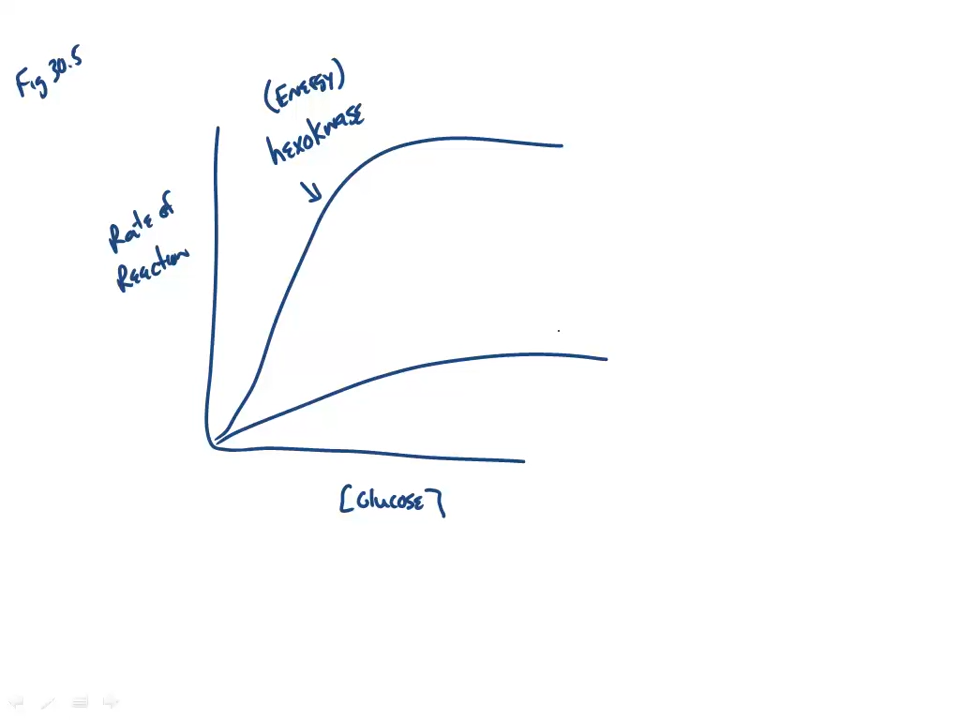 Fig 30.5
(Energy)
hexokinase
Rate of
Reaction
[Glucose]